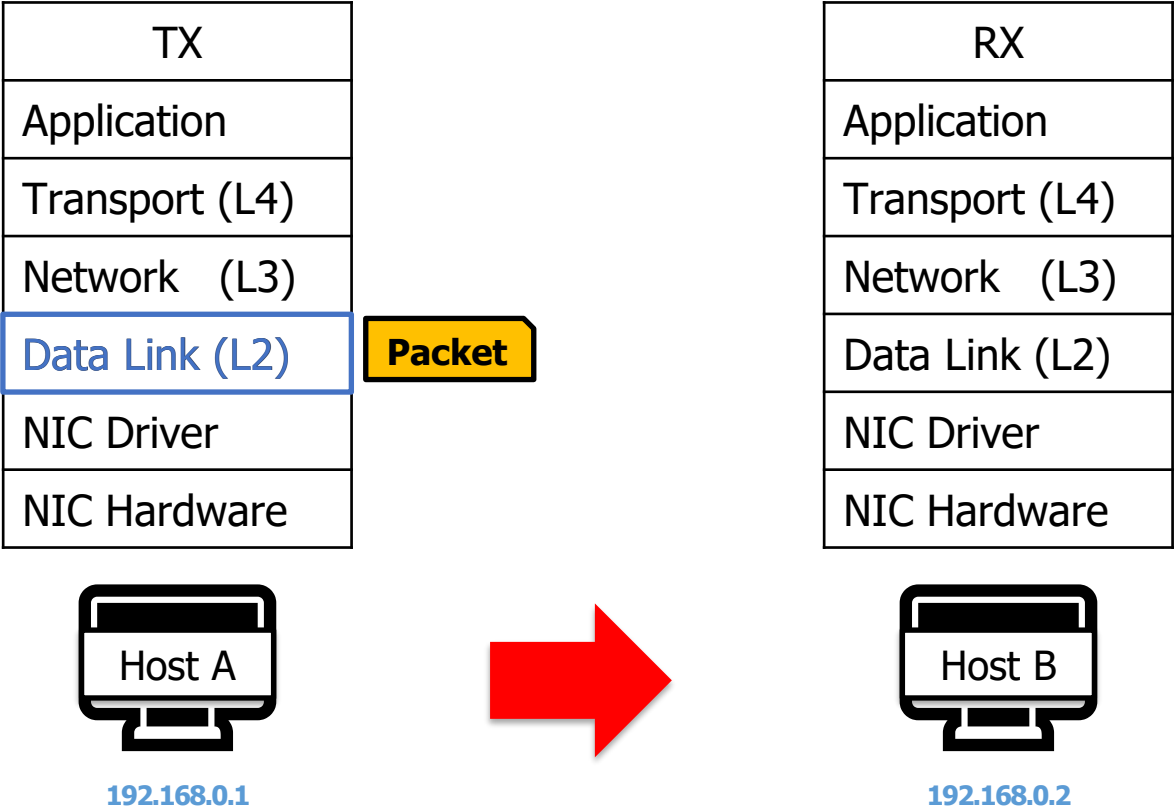 TX
Application
Transport (L4)
Network (L3)
Data Link (L2)
NIC Driver
NIC Hardware
Packet
Host A
192.168.0.1
RX
Application
Transport (L4)
Network (L3)
Data Link (L2)
NIC Driver
NIC Hardware
Host B
192.168.0.2